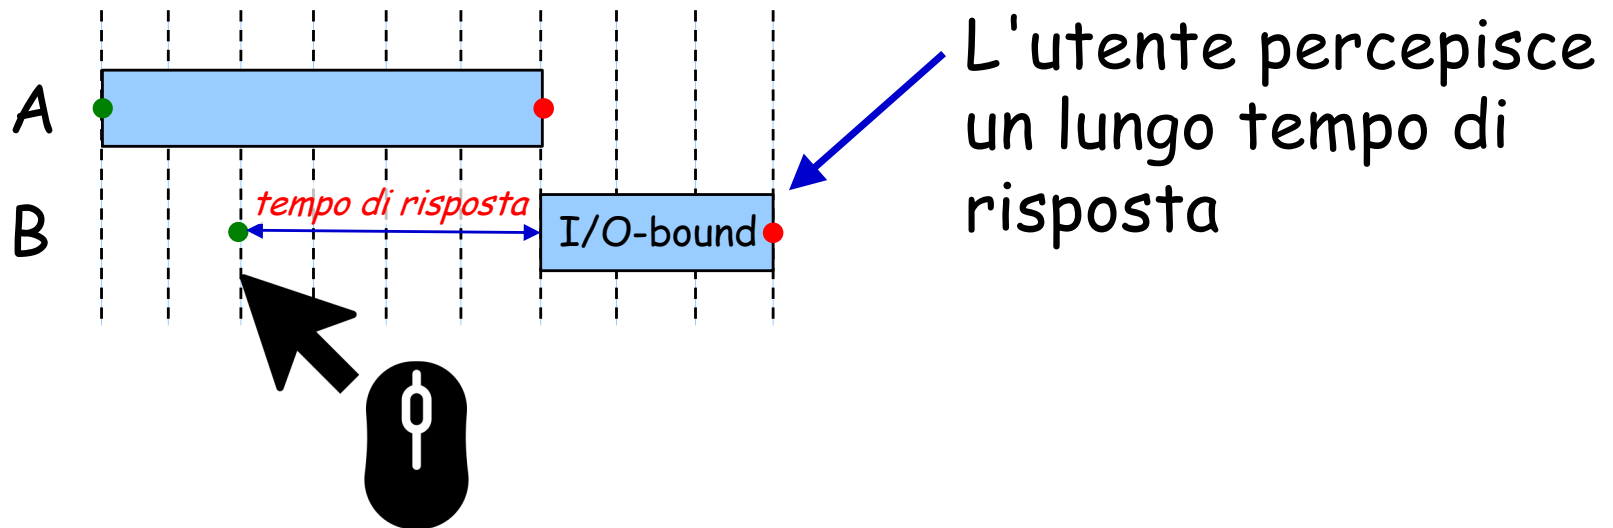 A
L'utente percepisce
un lungo tempo di
risposta
B
tempo di risposta
I/O-bound